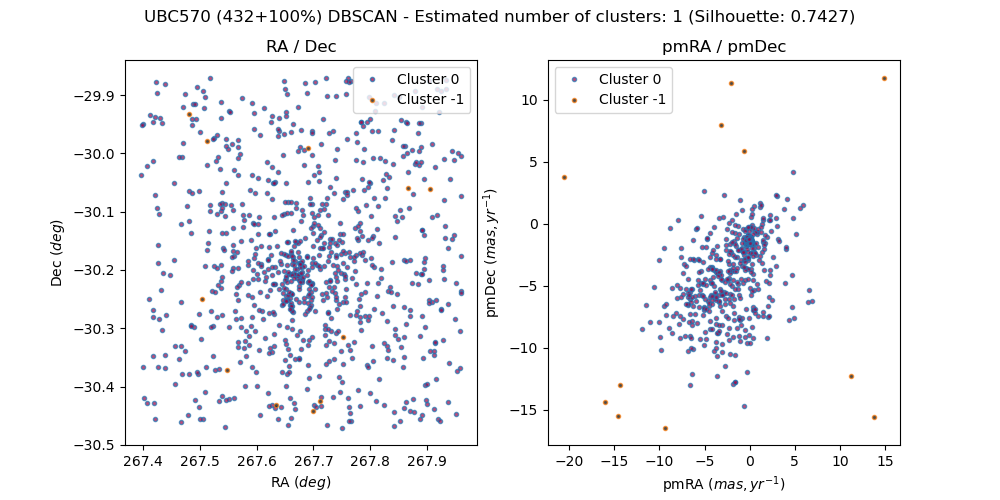 UBC570 (432+100%) DBSCAN - Estimated number of clusters: 1 (Silhouette: 0.7427)
RA / Dec
Cluster 0
Cluster -1
−29.9
−30.0
−30.1
−30.2
−30.3
−30.4
−30.5
Dec (deg)
267.4 267.5 267.6 267.7 267.8 267.9
RA (deg)
pmRA / pmDec
Cluster 0
Cluster -1
10
5
0
−5
−10
−15
pmDec (mas, yr⁻¹)
−20 −15 −10 −5 0 5 10 15
pmRA (mas, yr⁻¹)